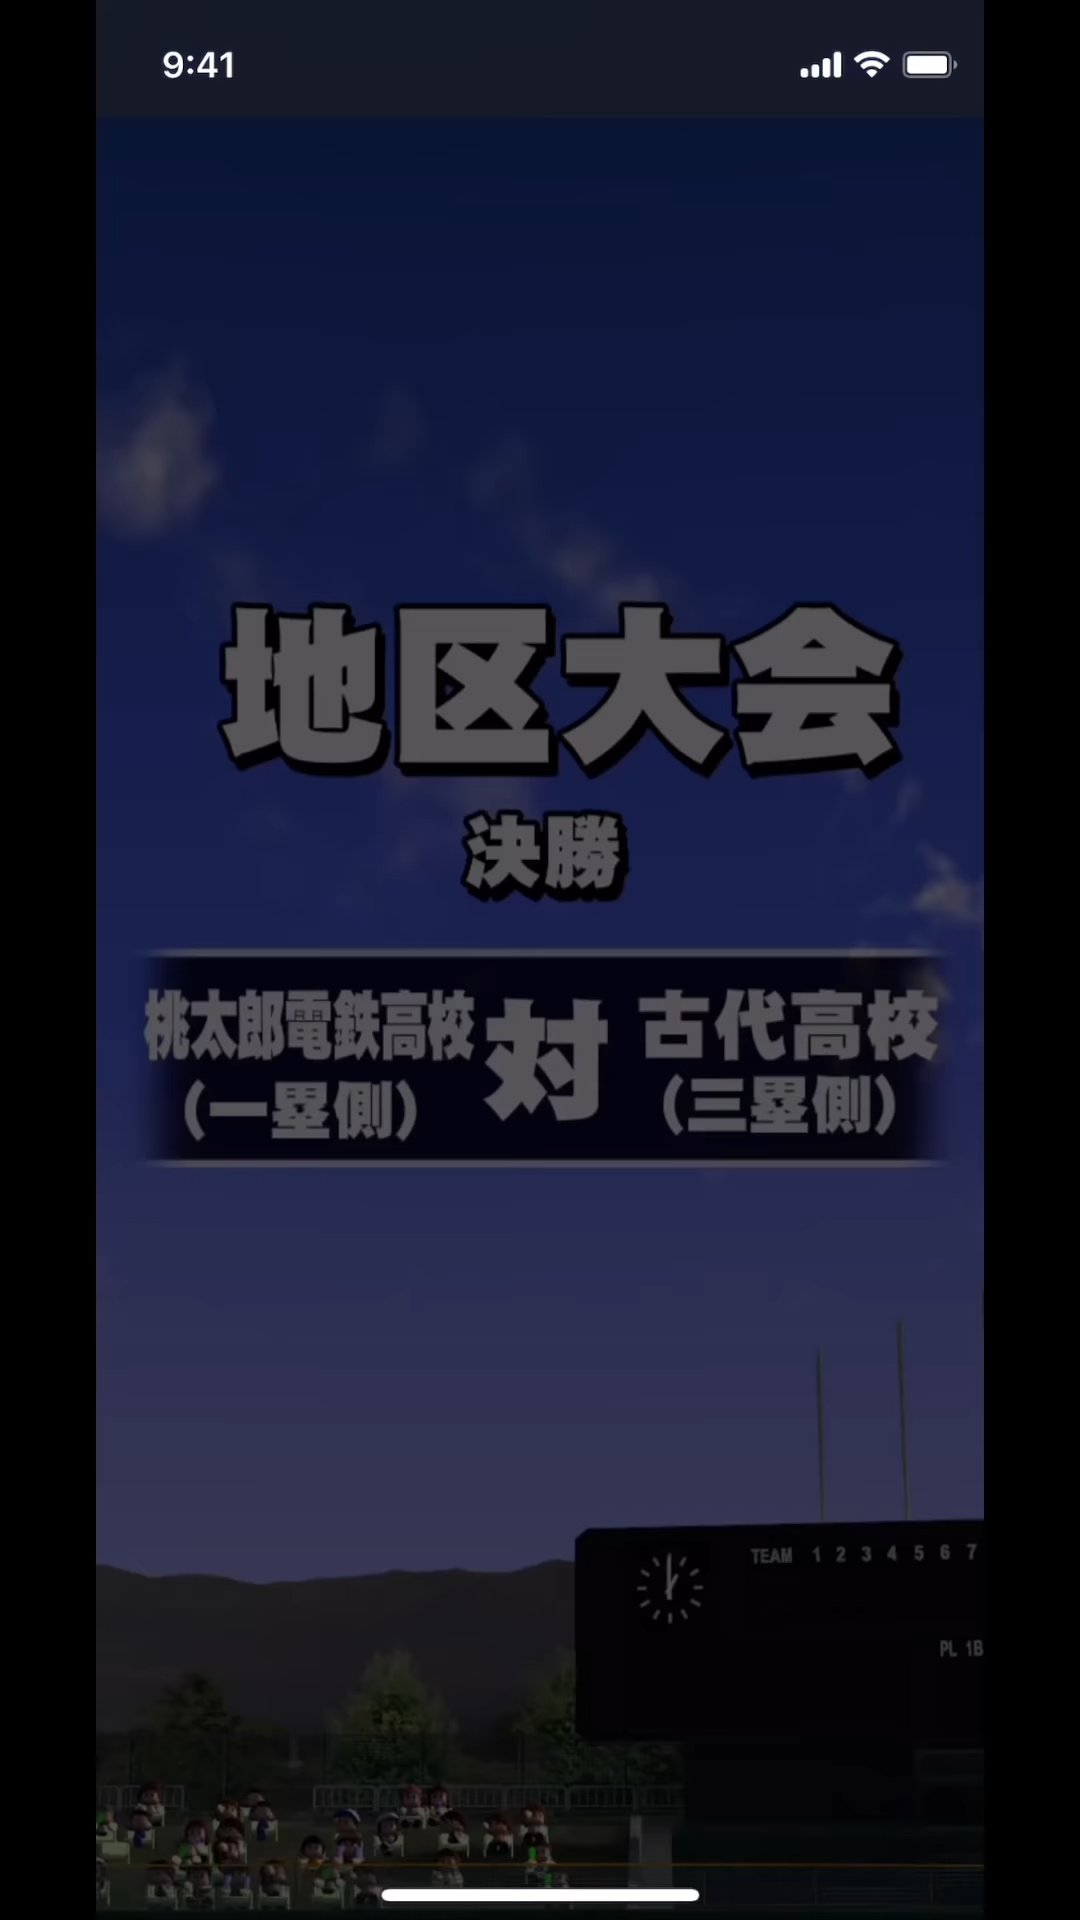 9:41
地区大会
決勝
桃太郎電鉄高校 対 古代高校
(一塁側) (三塁側)
TEAM 1 2 3 4 5 6 7
PL 1B